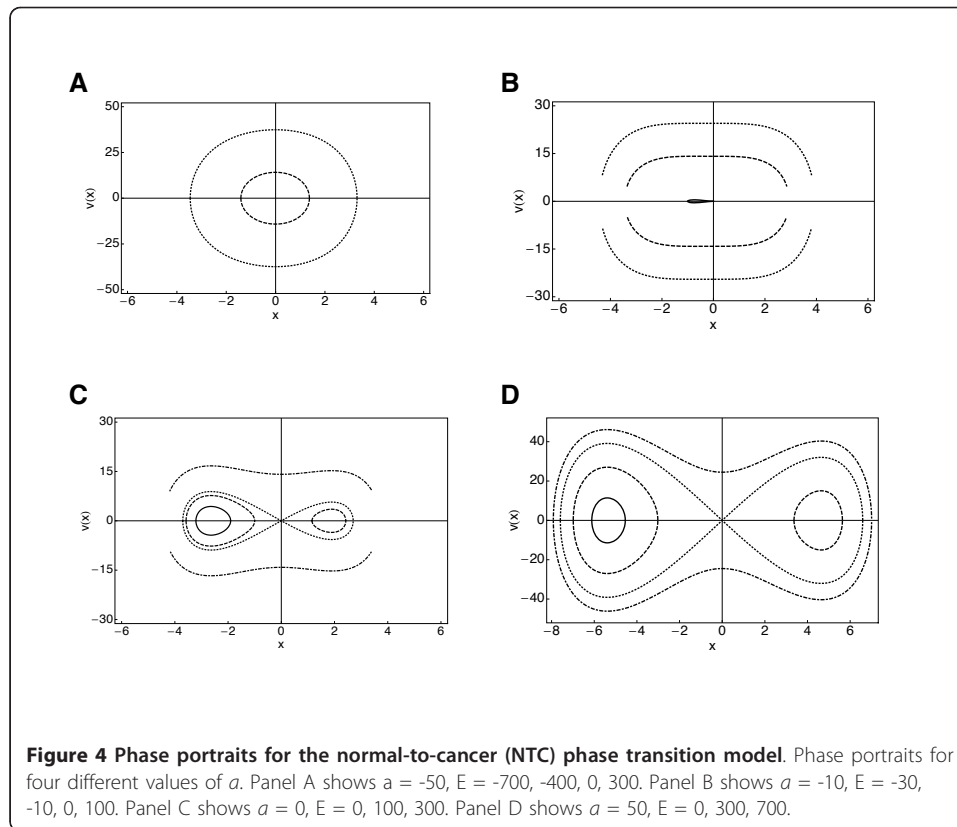 A
50
25
0
−25
−50
v(x)
−6 −4 −2 0 2 4 6
x
B
30
15
0
−15
−30
v(x)
−6 −4 −2 0 2 4 6
x
C
30
15
0
−15
−30
v(x)
−6 −4 −2 0 2 4 6
x
D
40
20
0
−20
−40
v(x)
−8 −6 −4 −2 0 2 4 6
x
Figure 4 Phase portraits for the normal-to-cancer (NTC) phase transition model. Phase portraits for
four different values of a. Panel A shows a = -50, E = -700, -400, 0, 300. Panel B shows a = -10, E = -30,
-10, 0, 100. Panel C shows a = 0, E = 0, 100, 300. Panel D shows a = 50, E = 0, 300, 700.